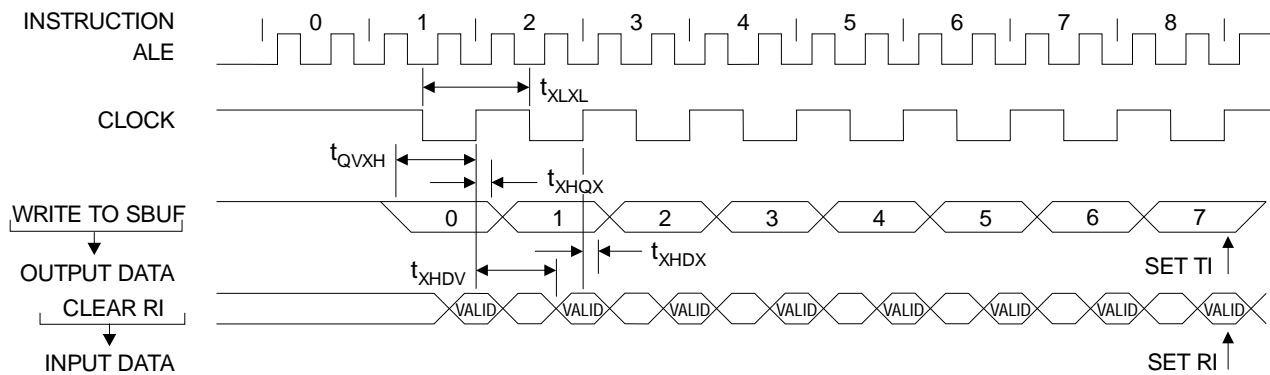 INSTRUCTION 0 1 2 3 4 5 6 7 8
ALE
tXLXL
CLOCK
tQVXH
tXHQX
WRITE TO SBUF 0 1 2 3 4 5 6 7
tXHDX
SET TI
tXHDV
OUTPUT DATA
CLEAR RI VALID VALID VALID VALID VALID VALID VALID VALID
INPUT DATA
SET RI